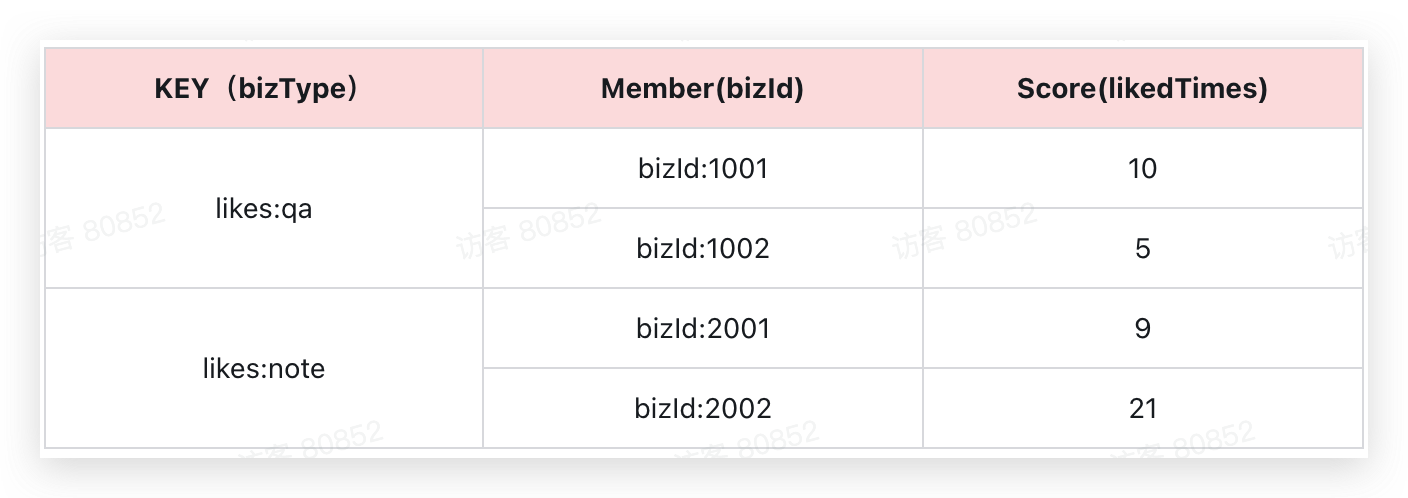 KEY（bizType） Member(bizId) Score(likedTimes)
likes:qa
bizId:1001 10
bizId:1002 5
likes:note
bizId:2001 9
bizId:2002 21
访客 80852
访客 80852
访客 80852
访客
访客 80852
访客 80852
访客 80852